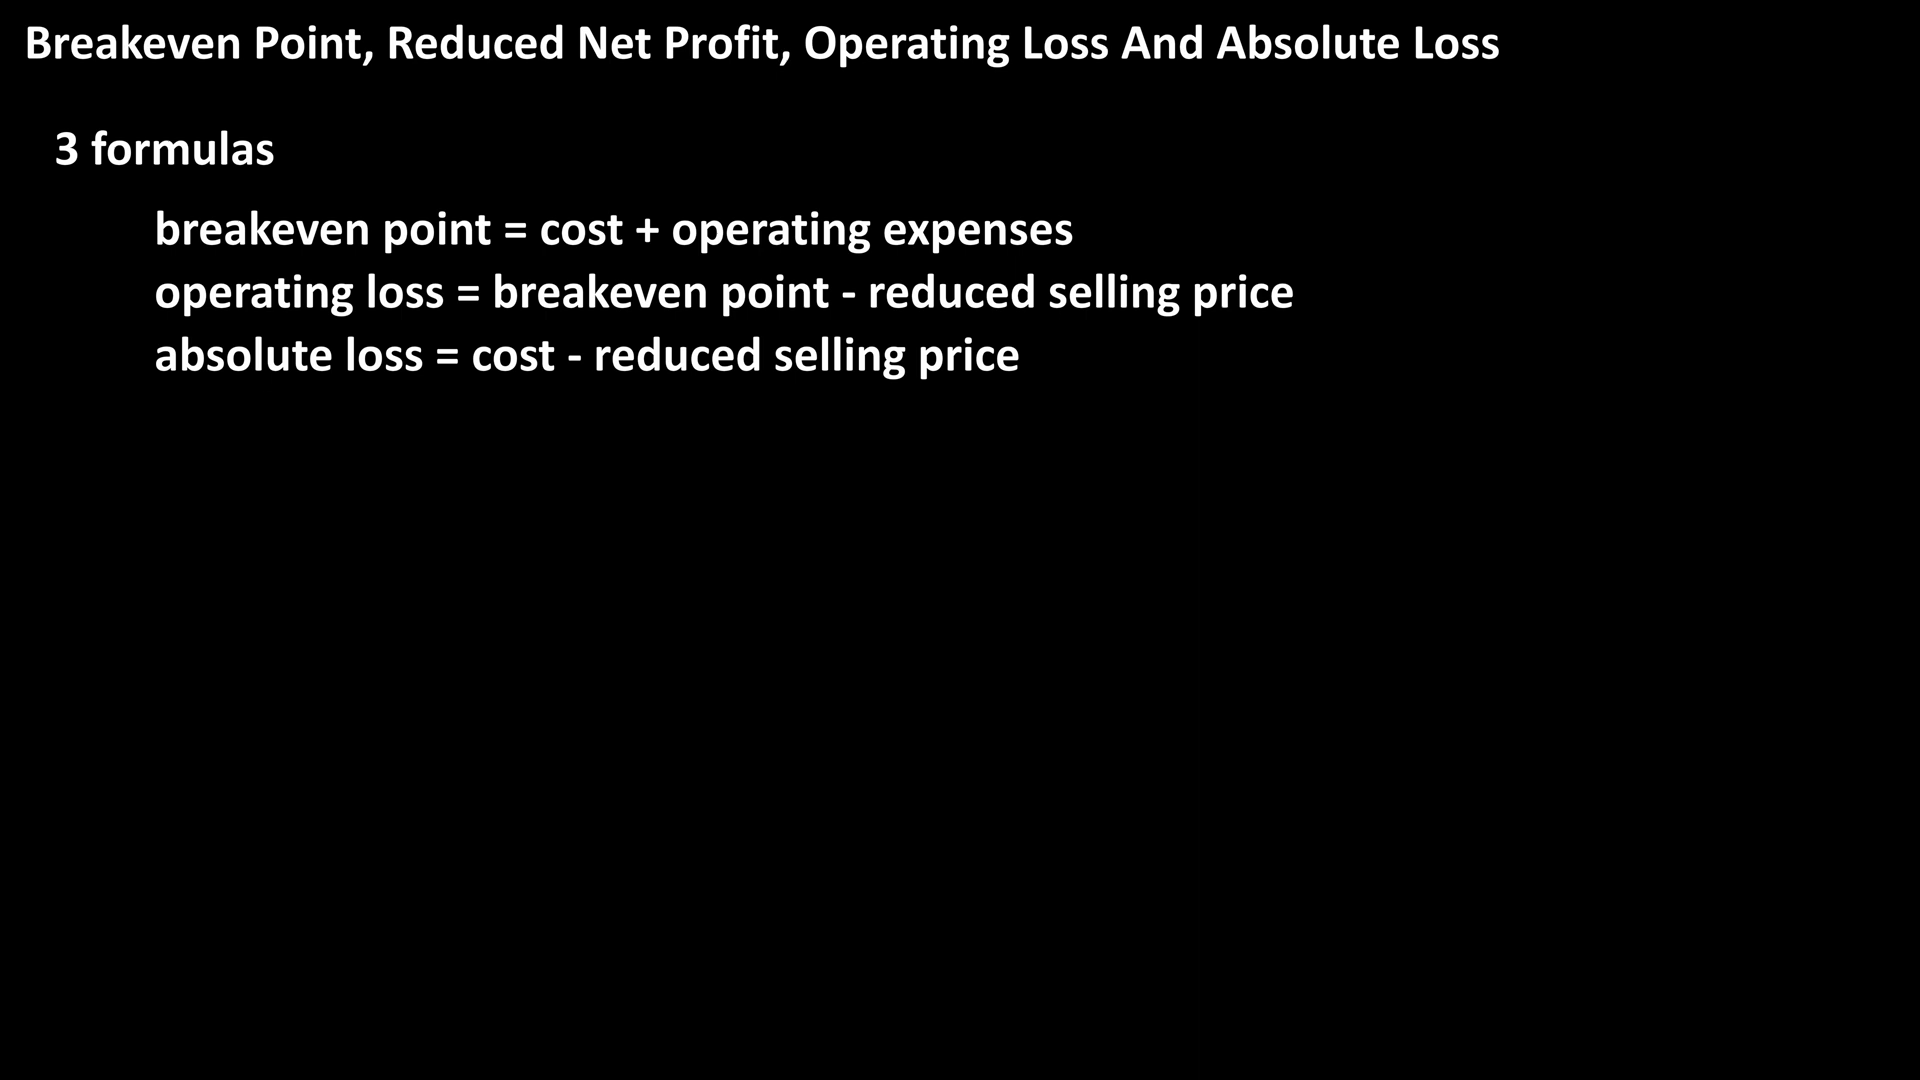 Breakeven Point, Reduced Net Profit, Operating Loss And Absolute Loss
3 formulas
breakeven point = cost + operating expenses
operating loss = breakeven point - reduced selling price
absolute loss = cost - reduced selling price